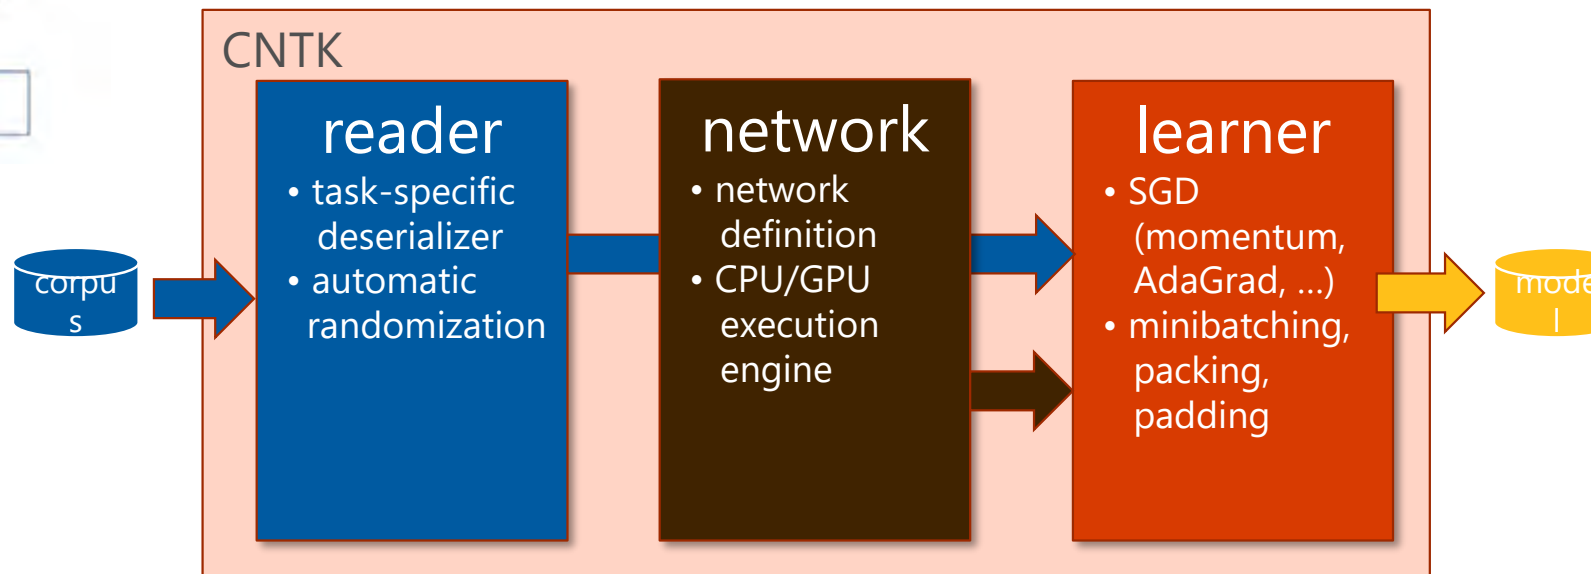 CNTK
corpu
s
reader
• task-specific
deserializer
• automatic
randomization
network
• network
definition
• CPU/GPU
execution
engine
learner
• SGD
(momentum,
AdaGrad, ...)
• minibatching,
packing,
padding
mode
l